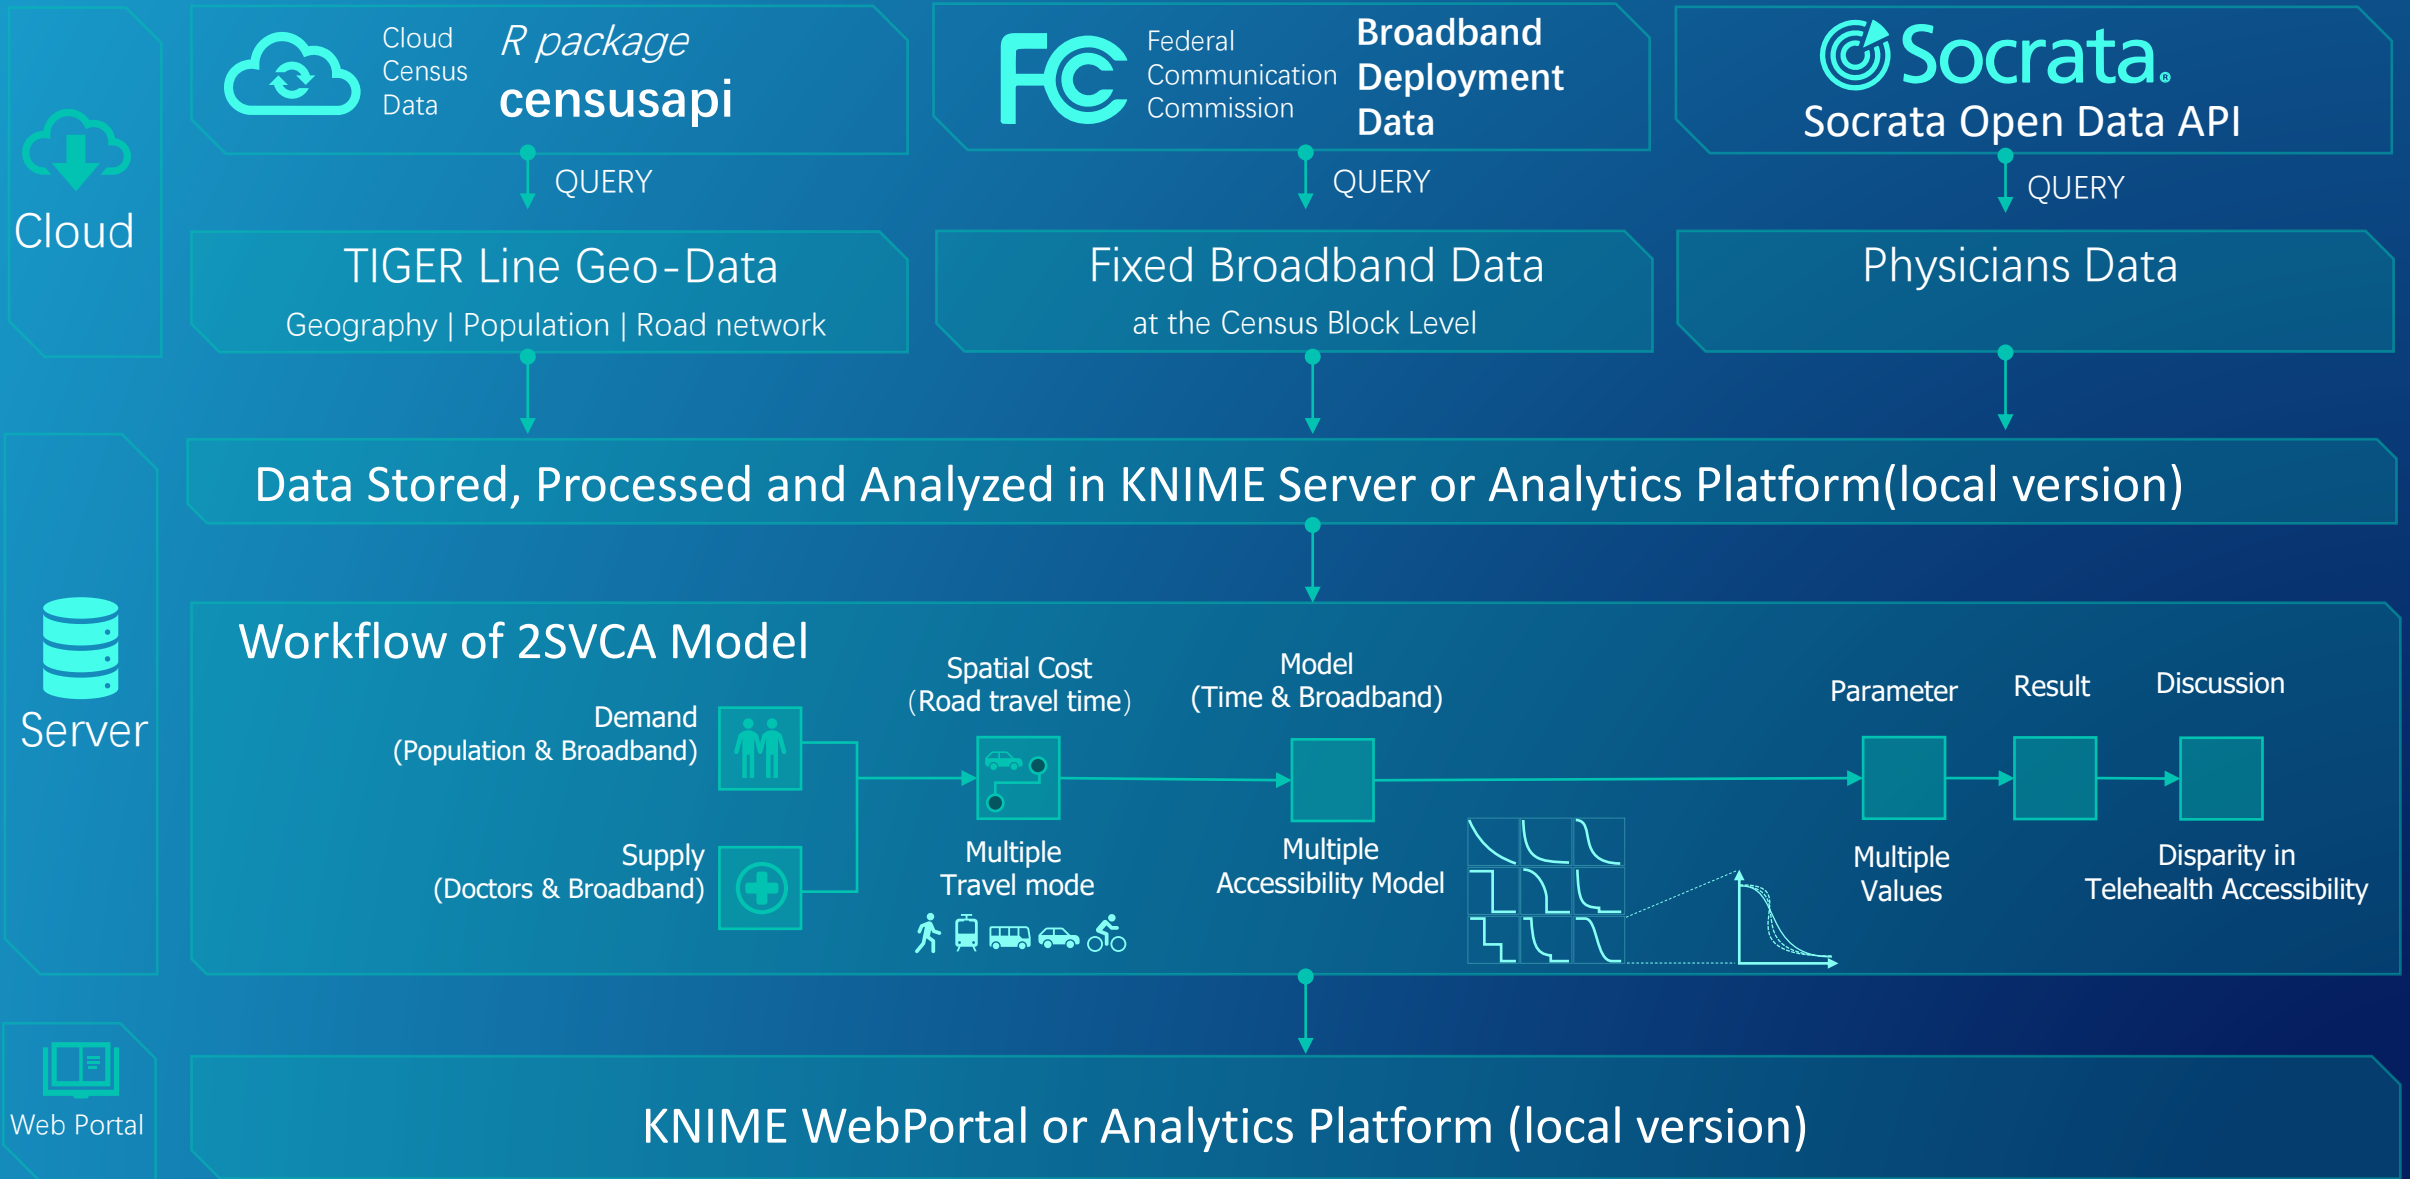 Cloud
Census
Data
R package
censusapi
FC
Federal
Communication
Commission
Broadband
Deployment
Data
Socrata®
Socrata Open Data API
QUERY
QUERY
QUERY
Cloud
TIGER Line Geo-Data
Geography | Population | Road network
Fixed Broadband Data
at the Census Block Level
Physicians Data
Data Stored, Processed and Analyzed in KNIME Server or Analytics Platform(local version)
Server
Workflow of 2SVCA Model
Demand
(Population & Broadband)
Supply
(Doctors & Broadband)
Spatial Cost
(Road travel time)
Multiple
Travel mode
Model
(Time & Broadband)
Multiple
Accessibility Model
Parameter
Multiple
Values
Result
Discussion
Disparity in
Telehealth Accessibility
Web Portal
KNIME WebPortal or Analytics Platform (local version)